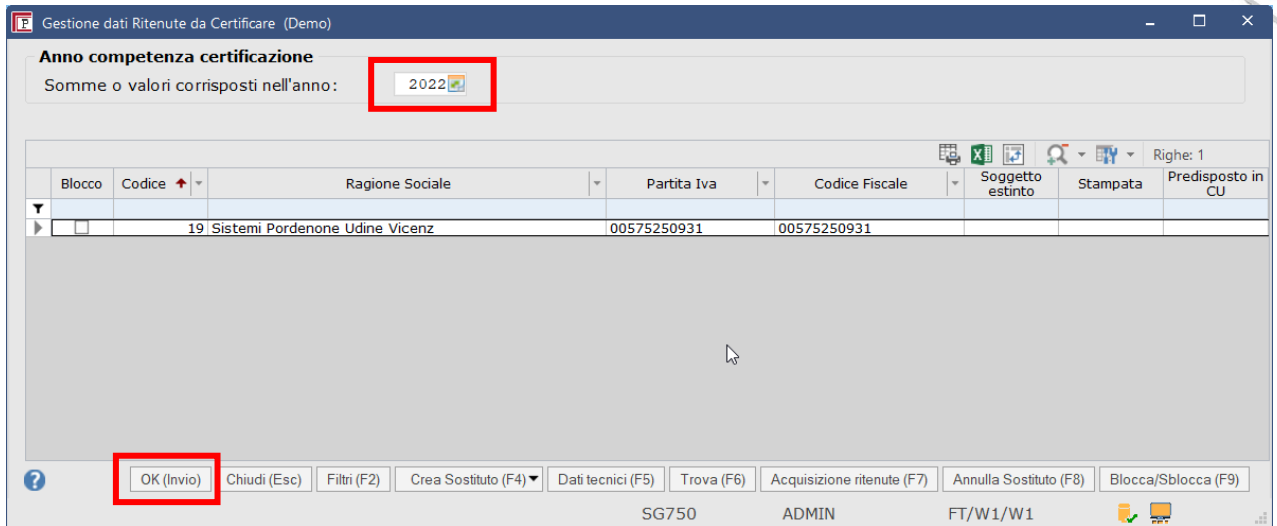 Gestione dati Ritenute da Certificare (Demo)
Anno competenza certificazione
Somme o valori corrisposti nell'anno: 2022
Righe: 1
Blocco Codice Ragione Sociale Partita Iva Codice Fiscale Soggetto estinto Stampata Predisposto in CU
19 Sistemi Pordenone Udine Vicenz 00575250931 00575250931
OK (Invio) Chiudi (Esc) Filtri (F2) Crea Sostituto (F4) Dati tecnici (F5) Trova (F6) Acquisizione ritenute (F7) Annulla Sostituto (F8) Blocca/Sblocca (F9)
SG750 ADMIN FT/W1/W1